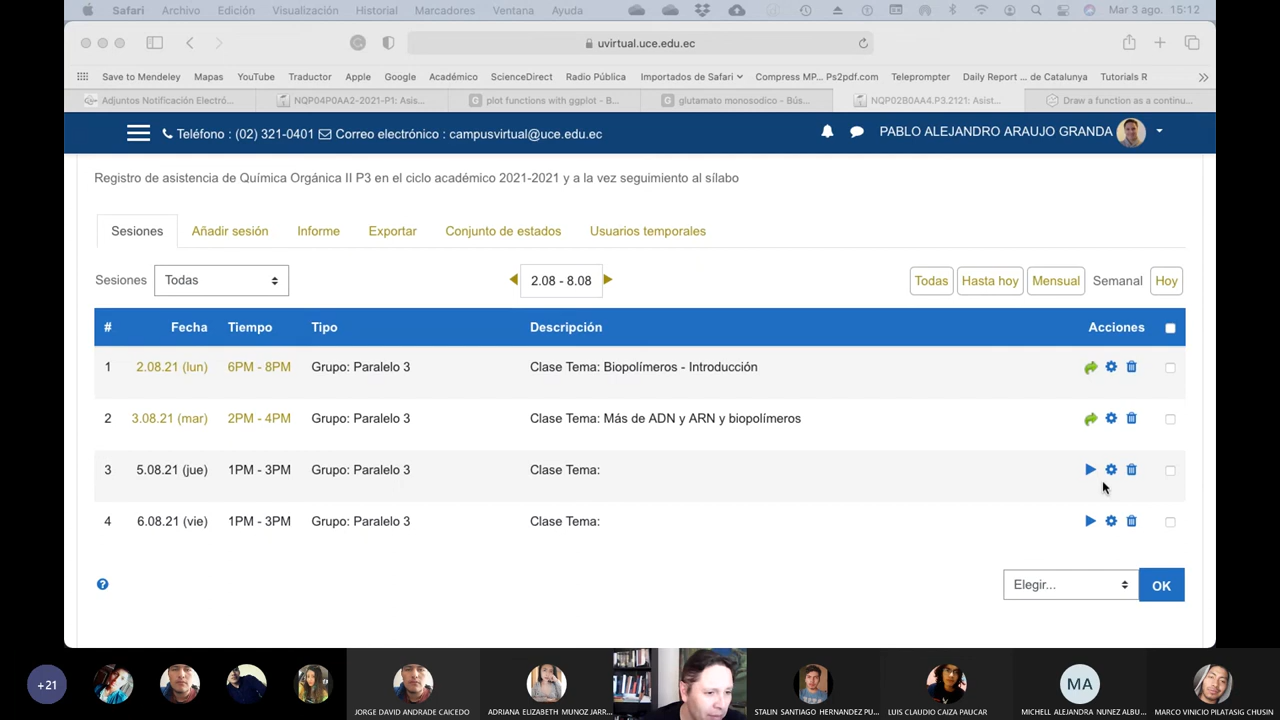 Safari Archivo Edición Visualización Historial Marcadores Ventana Ayuda Mar 3 ago. 15:12
uvirtual.uce.edu.ec
Save to Mendeley Mapas YouTube Traductor Apple Google Académico ScienceDirect Radio Pública Importados de Safari Compress MP... Ps2pdf.com Teleprompter Daily Report ... de Catalunya Tutorials R
Adjuntos Notificación Electró... NQP04P0AA2-2021-P1: Asis... plot functions with ggplot - B... glutamato monosodico - Bús... NQP02B0AA4.P3.2121: Asist... Draw a function as a continu...
Teléfono : (02) 321-0401 Correo electrónico : campusvirtual@uce.edu.ec PABLO ALEJANDRO ARAUJO GRANDA
Registro de asistencia de Química Orgánica II P3 en el ciclo académico 2021-2021 y a la vez seguimiento al sílabo
Sesiones Añadir sesión Informe Exportar Conjunto de estados Usuarios temporales
Sesiones Todas 2.08 - 8.08 Todas Hasta hoy Mensual Semanal Hoy
# Fecha Tiempo Tipo Descripción Acciones
1 2.08.21 (lun) 6PM - 8PM Grupo: Paralelo 3 Clase Tema: Biopolímeros - Introducción
2 3.08.21 (mar) 2PM - 4PM Grupo: Paralelo 3 Clase Tema: Más de ADN y ARN y biopolímeros
3 5.08.21 (jue) 1PM - 3PM Grupo: Paralelo 3 Clase Tema:
4 6.08.21 (vie) 1PM - 3PM Grupo: Paralelo 3 Clase Tema:
Elegir... OK
+21 MA
JORGE DAVID ANDRADE CAICEDO ADRIANA ELIZABETH MUNOZ JARR... STALIN SANTIAGO HERNANDEZ PU... LUIS CLAUDIO CAIZA PAUCAR MICHELL ALEJANDRA NUNEZ ALBU... MARCO VINICIO PILATASIG CHUSIN